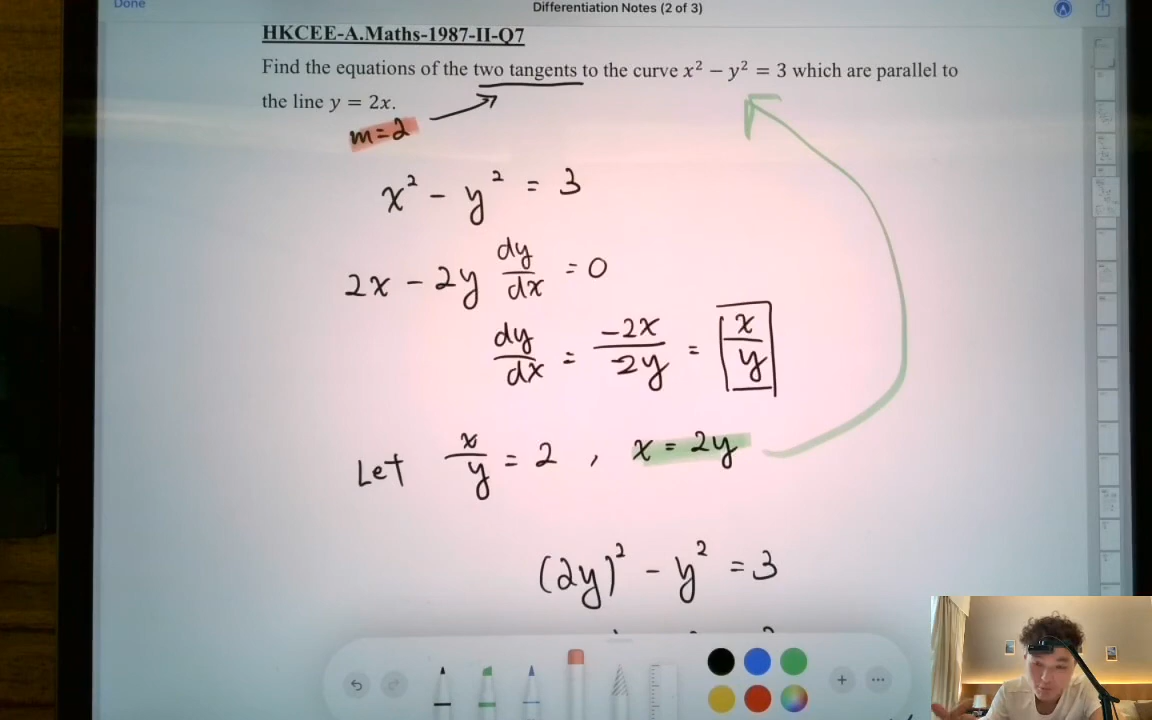 Done
Differentiation Notes (2 of 3)
HKCEE-A.Maths-1987-II-Q7
Find the equations of the two tangents to the curve x² − y² = 3 which are parallel to
the line y = 2x.
m=2
x² - y² = 3
2x - 2y dy/dx = 0
dy/dx = -2x/2y = x/y
Let x/y = 2 , x = 2y
(2y)² - y² = 3